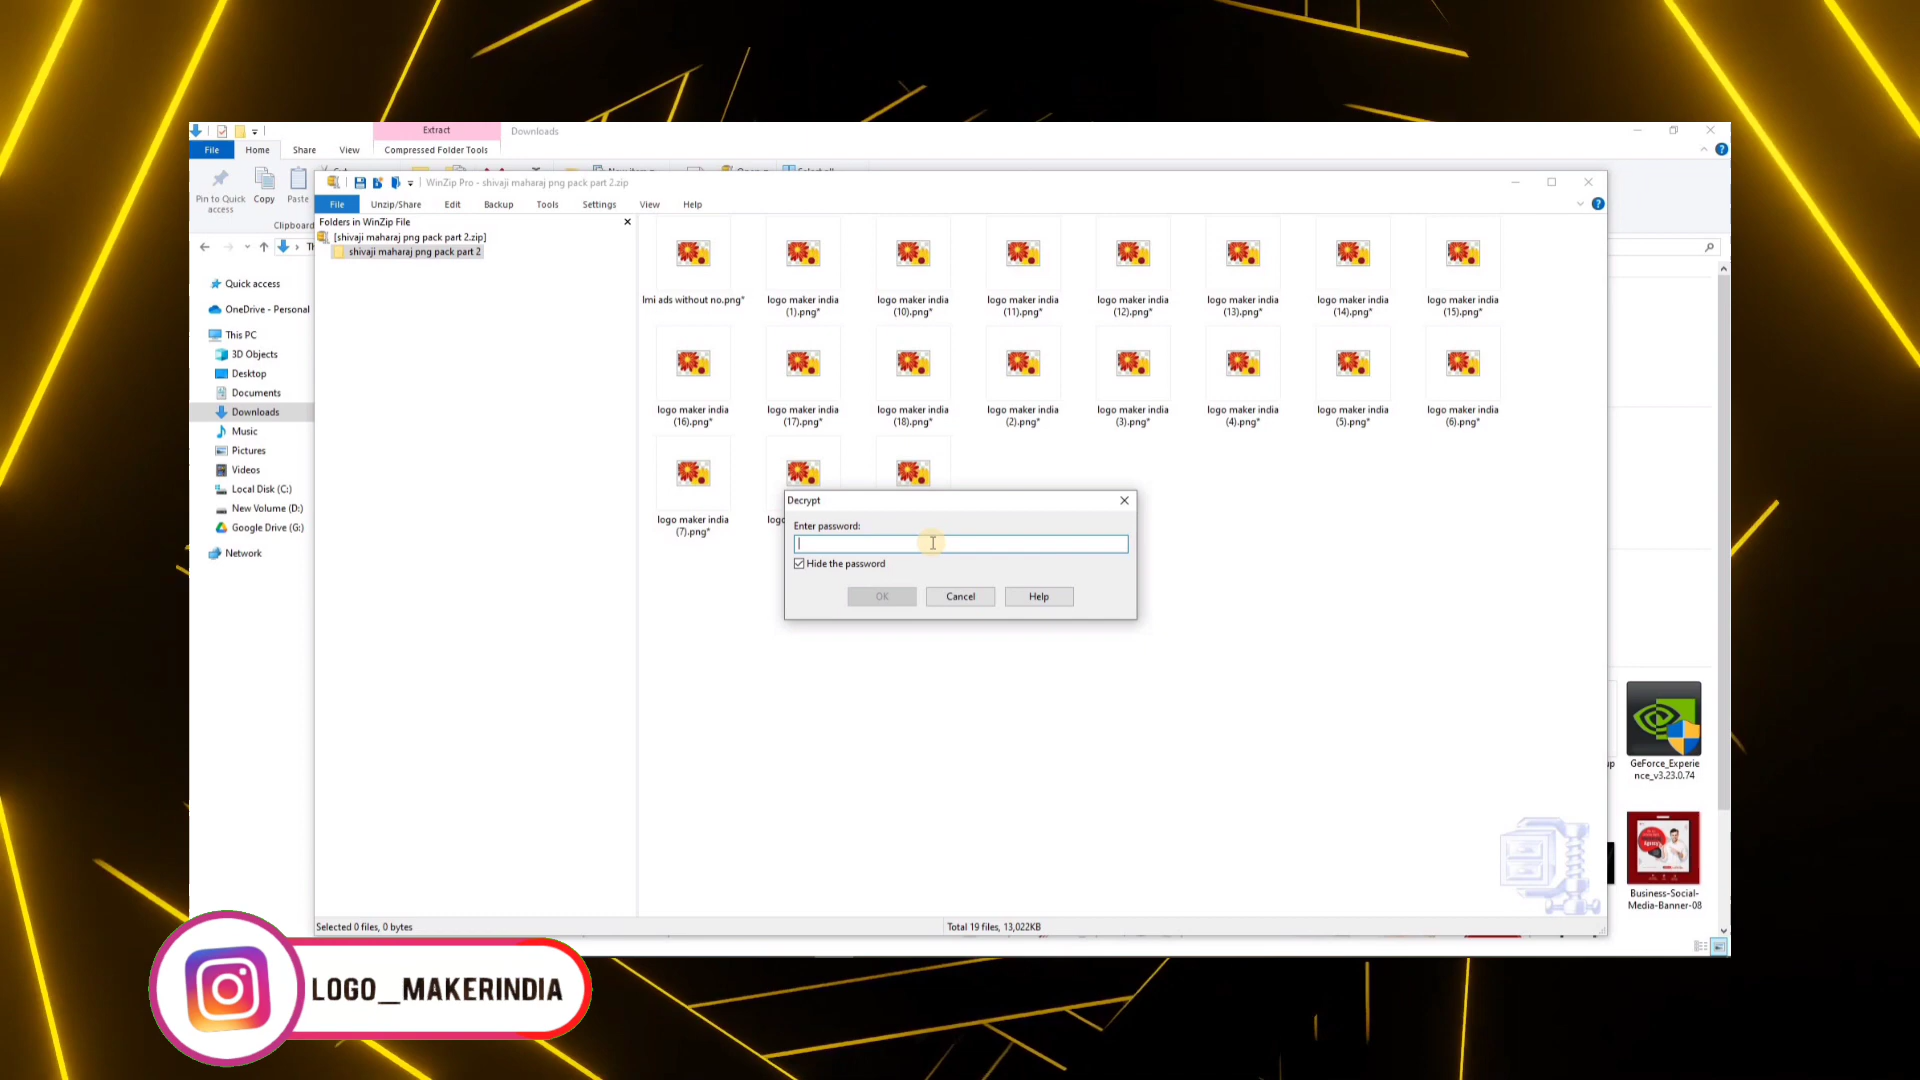 Extract
Downloads
File
Home
Share
View
Compressed Folder Tools
Pin to Quick
access
Copy
Paste
Clipboard
WinZip Pro - shivaji maharaj png pack part 2.zip
File
Unzip/Share
Edit
Backup
Tools
Settings
View
Help
Folders in WinZip File
[shivaji maharaj png pack part 2.zip]
shivaji maharaj png pack part 2
Quick access
OneDrive - Personal
This PC
3D Objects
Desktop
Documents
Downloads
Music
Pictures
Videos
Local Disk (C:)
New Volume (D:)
Google Drive (G:)
Network
lmi ads without no.png*
logo maker india
(1).png*
logo maker india
(10).png*
logo maker india
(11).png*
logo maker india
(12).png*
logo maker india
(13).png*
logo maker india
(14).png*
logo maker india
(15).png*
logo maker india
(16).png*
logo maker india
(17).png*
logo maker india
(18).png*
logo maker india
(2).png*
logo maker india
(3).png*
logo maker india
(4).png*
logo maker india
(5).png*
logo maker india
(6).png*
logo maker india
(7).png*
Decrypt
Enter password:
Hide the password
OK
Cancel
Help
GeForce_Experie
nce_v3.23.0.74
Business-Social-
Media-Banner-08
Selected 0 files, 0 bytes
Total 19 files, 13,022KB
LOGO__MAKERINDIA